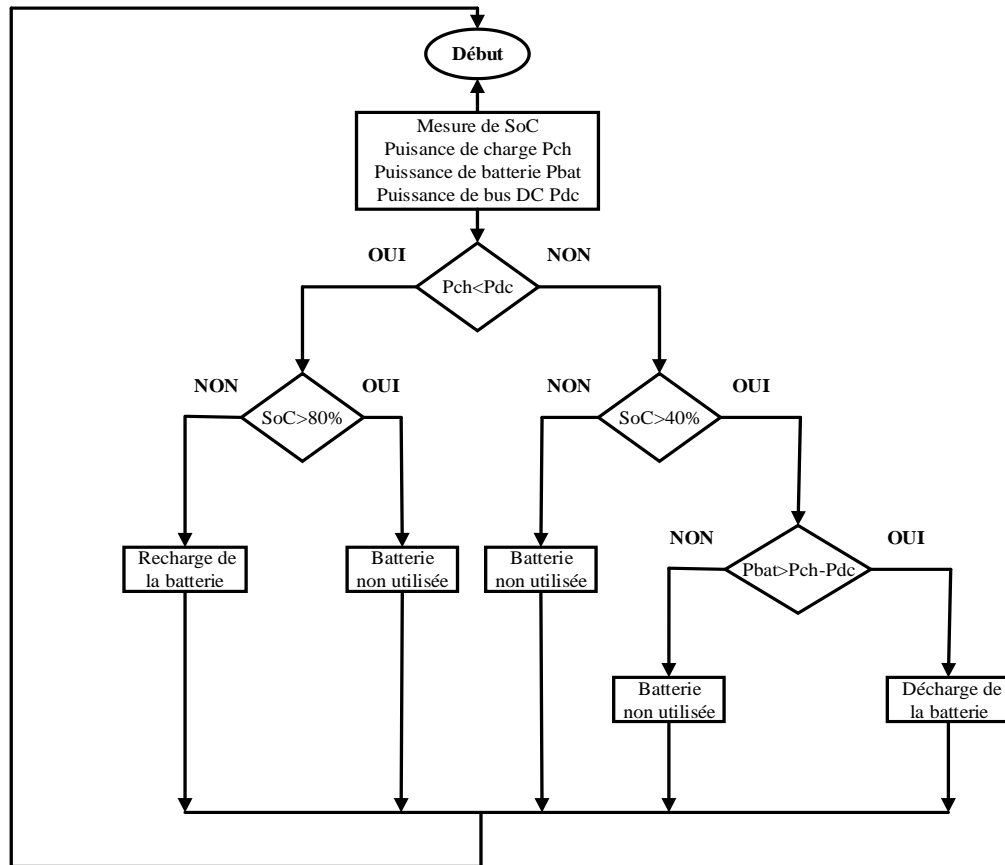 Début
Mesure de SoC
Puisance de charge Pch
Puissance de batterie Pbat
Puissance de bus DC Pdc
OUI
NON
Pch<Pdc
NON
OUI
NON
OUI
SoC>80%
SoC>40%
Recharge de
la batterie
Batterie
non utilisée
Batterie
non utilisée
NON
OUI
Pbat>Pch-Pdc
Batterie
non utilisée
Décharge de
la batterie